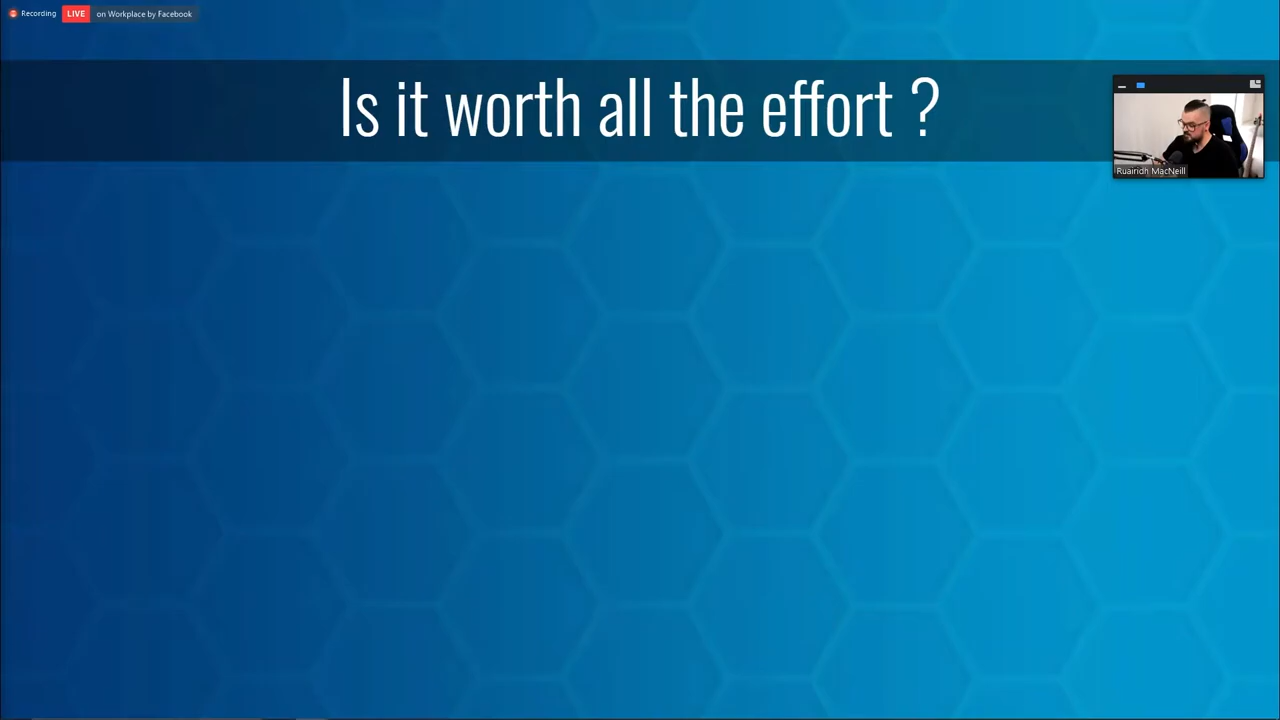 Recording
LIVE on Workplace by Facebook
Is it worth all the effort ?
Ruairidh MacNeill